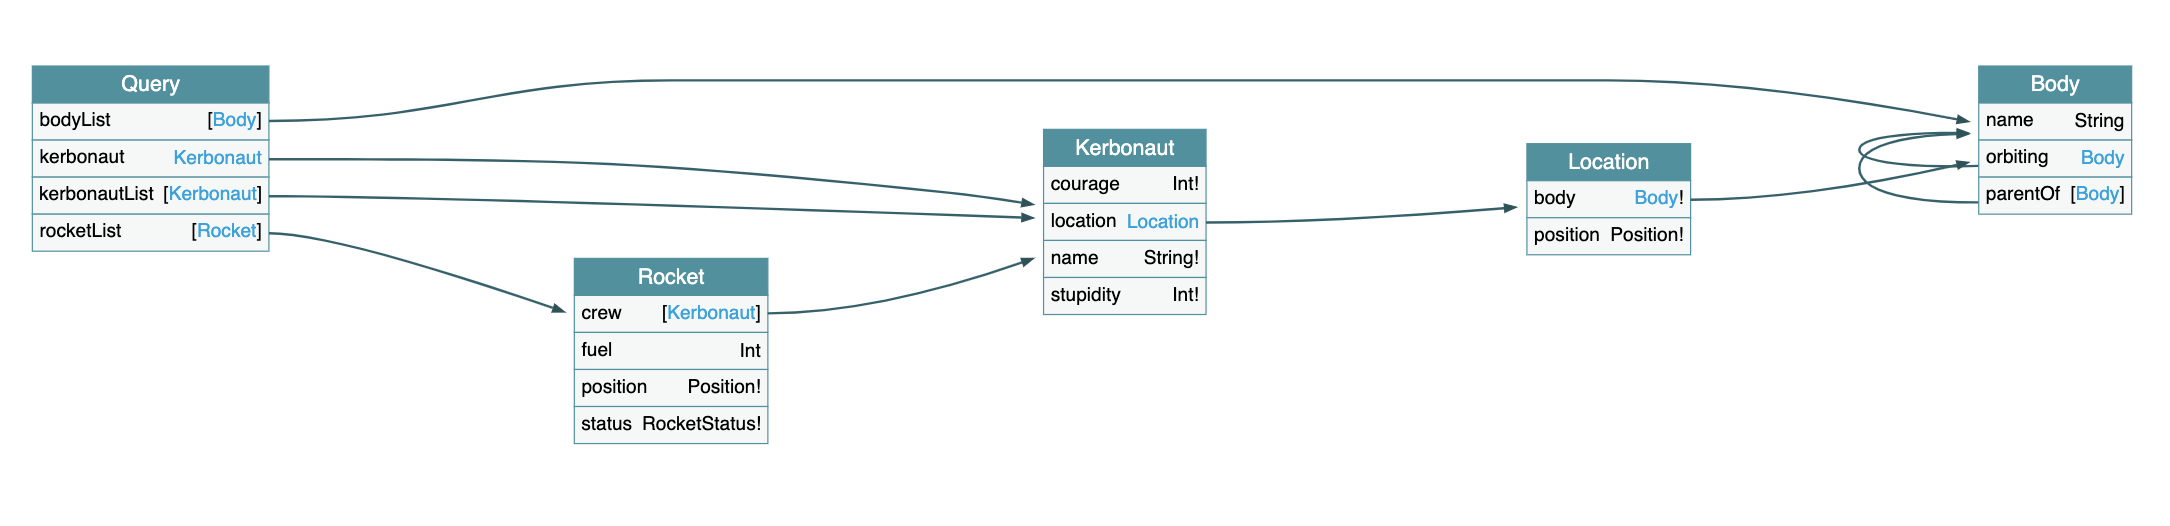 Query
bodyList [Body]
kerbonaut Kerbonaut
kerbonautList [Kerbonaut]
rocketList [Rocket]
Rocket
crew [Kerbonaut]
fuel Int
position Position!
status RocketStatus!
Kerbonaut
courage Int!
location Location
name String!
stupidity Int!
Location
body Body!
position Position!
Body
name String
orbiting Body
parentOf [Body]